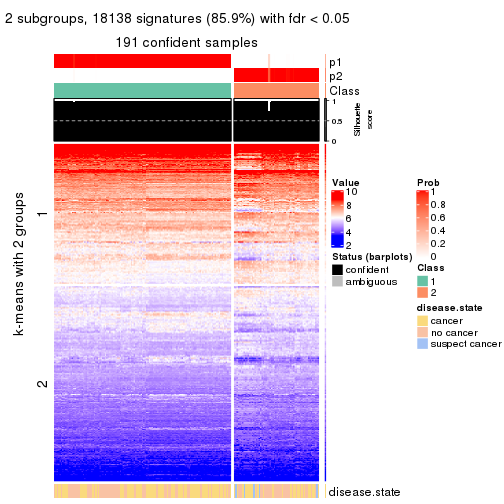 2 subgroups, 18138 signatures (85.9%) with fdr < 0.05
191 confident samples
p1
p2
Class
1
0.5
0
Silhouette
score
k-means with 2 groups
1
2
disease.state
Value
10
8
6
4
2
Status (barplots)
confident
ambiguous
Prob
1
0.8
0.6
0.4
0.2
0
Class
1
2
disease.state
cancer
no cancer
suspect cancer